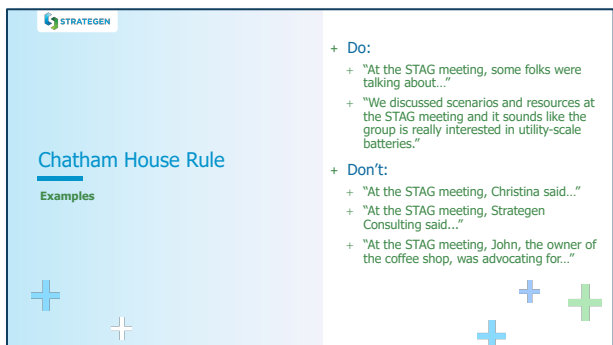 STRATEGEN
Chatham House Rule
Examples
+ Do:
+ “At the STAG meeting, some folks were
talking about…”
+ “We discussed scenarios and resources at
the STAG meeting and it sounds like the
group is really interested in utility-scale
batteries.”
+ Don’t:
+ “At the STAG meeting, Christina said…”
+ “At the STAG meeting, Strategen
Consulting said...”
+ “At the STAG meeting, John, the owner of
the coffee shop, was advocating for…”